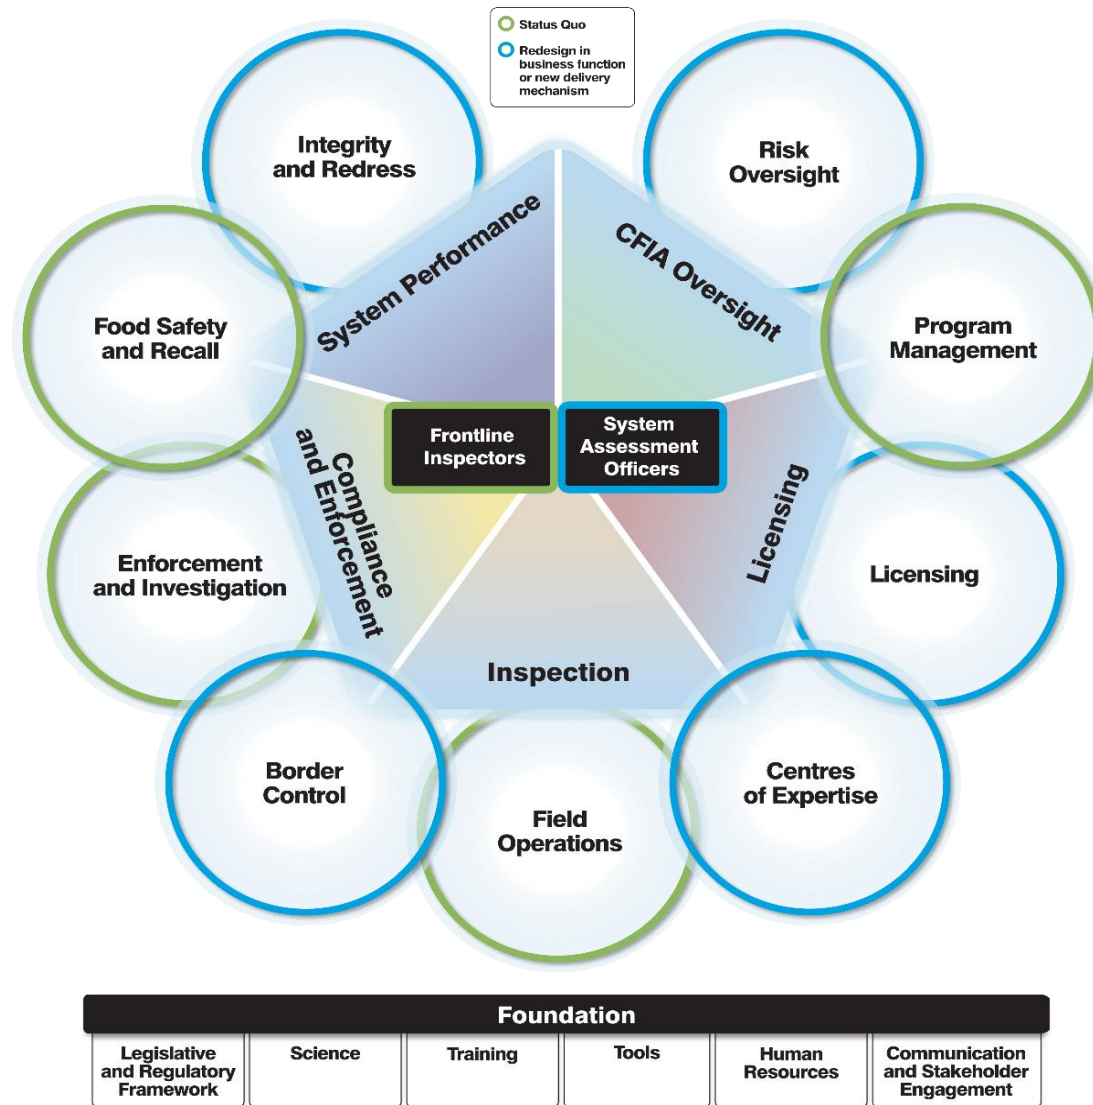 Status Quo
Redesign in
business function
or new delivery
mechanism
Integrity
and Redress
Risk
Oversight
System Performance
CFIA Oversight
Food Safety
and Recall
Program
Management
Frontline
Inspectors
System
Assessment
Officers
Compliance
and Enforcement
Licensing
Enforcement
and Investigation
Licensing
Inspection
Border
Control
Field
Operations
Centres
of Expertise
Foundation
Legislative
and Regulatory
Framework
Science
Training
Tools
Human
Resources
Communication
and Stakeholder
Engagement